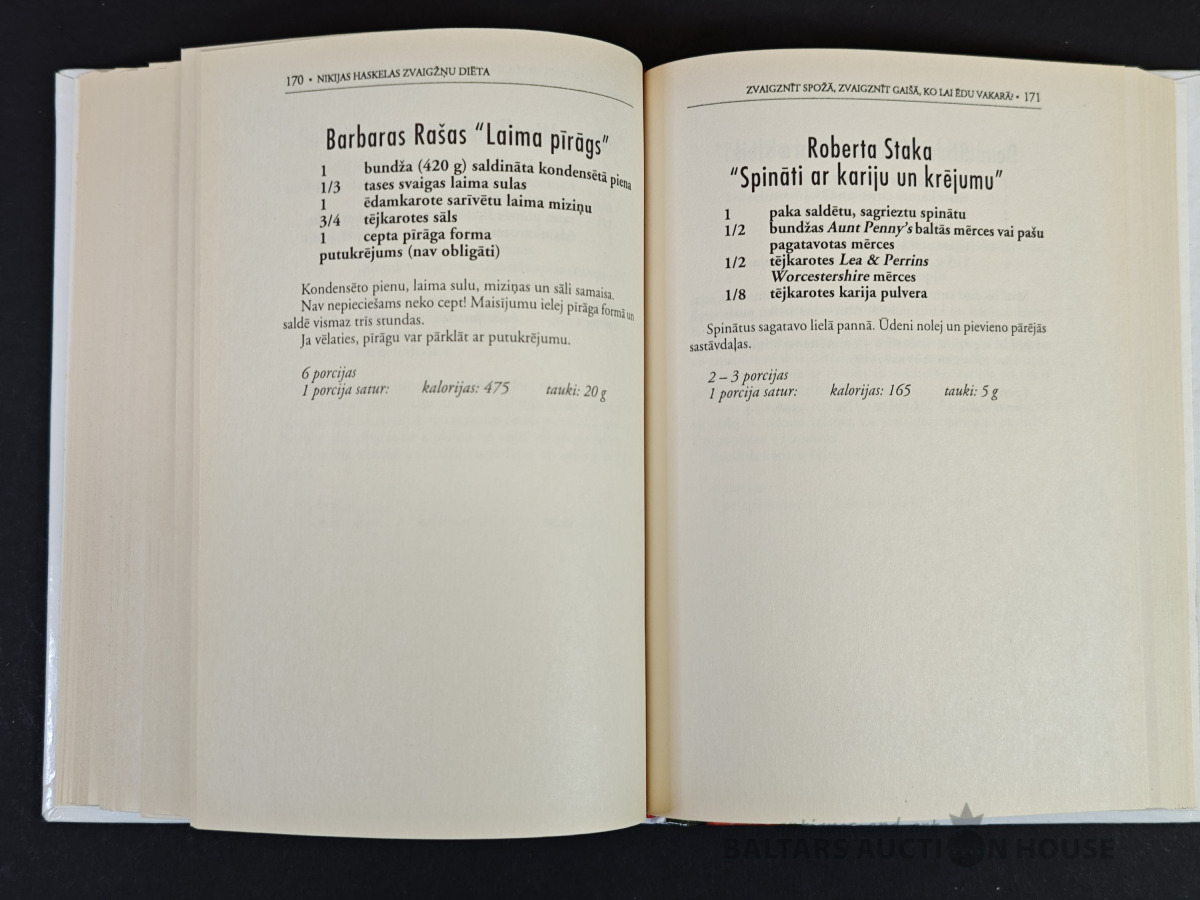 170 • NIKIJAS HASKELAS ZVAIGŽŅU DIĒTA
Barbaras Rašas "Laima pīrāgs"
1 bundža (420 g) saldināta kondensētā piena
1/3 tases svaigas laima sulas
1 ēdamkarote sarīvētu laima miziņu
3/4 tējkarotes sāls
1 cepta pīrāga forma
putukrējums (nav obligāti)
Kondensēto pienu, laima sulu, miziņas un sāli samaisa.
Nav nepieciešams neko cept! Maisījumu ielej pīrāga formā un
saldē vismaz trīs stundas.
Ja vēlaties, pīrāgu var pārklāt ar putukrējumu.
6 porcijas
1 porcija satur: kalorijas: 475 tauki: 20 g
ZVAIGZNĪT SPOŽĀ, ZVAIGZNĪT GAIŠĀ, KO LAI ĒDU VAKARĀ? • 171
Roberta Staka
"Spināti ar kariju un krējumu"
1 paka saldētu, sagrieztu spinātu
1/2 bundžas Aunt Penny's baltās mērces vai pašu
pagatavotas mērces
1/2 tējkarotes Lea & Perrins
Worcestershire mērces
1/8 tējkarotes karija pulvera
Spinātus sagatavo lielā pannā. Ūdeni nolej un pievieno pārējās
sastāvdaļas.
2 – 3 porcijas
1 porcija satur: kalorijas: 165 tauki: 5 g
BALTARS AUCTION HOUSE